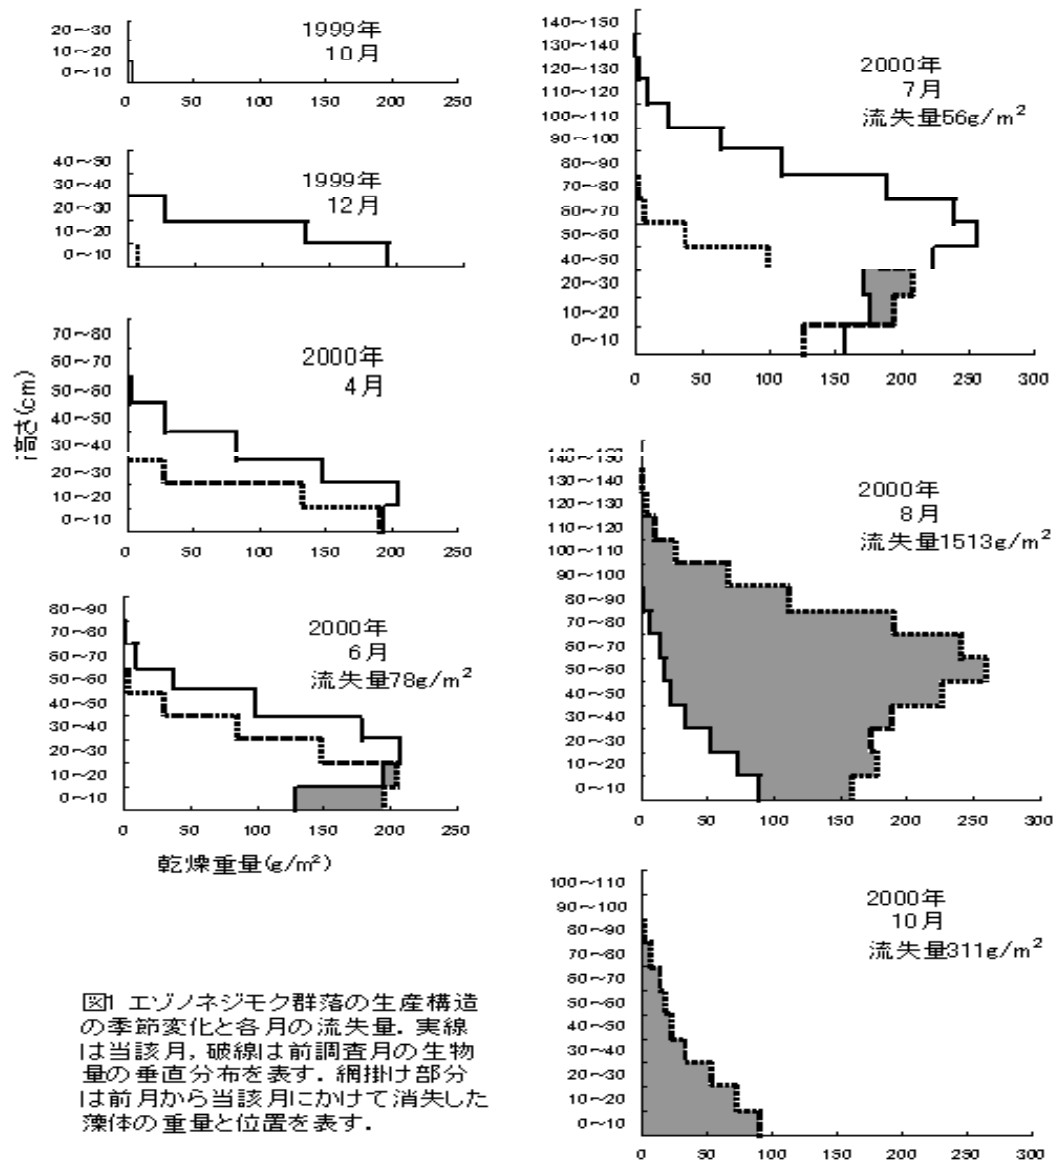 20～30
10～20
0～10
0 50 100 150 200 250
1999年
10月
40～50
30～40
20～30
10～20
0～10
0 50 100 150 200 250
1999年
12月
高さ(cm)
70～80
60～70
50～60
40～50
30～40
20～30
10～20
0～10
0 50 100 150 200 250
2000年
4月
80～90
70～80
60～70
50～60
40～50
30～40
20～30
10～20
0～10
0 50 100 150 200 250
2000年
6月
流失量78g/m²
乾燥重量(g/m²)
図1 エゾノネジモク群落の生産構造
の季節変化と各月の流失量．実線
は当該月，破線は前調査月の生物
量の垂直分布を表す．網掛け部分
は前月から当該月にかけて消失した
藻体の重量と位置を表す．
140～150
130～140
120～130
110～120
100～110
90～100
80～90
70～80
60～70
50～60
40～50
20～30
10～20
0～10
0 50 100 150 200 250 300
2000年
7月
流失量56g/m²
140～150
130～140
120～130
110～120
100～110
90～100
80～90
70～80
60～70
50～60
40～50
30～40
20～30
10～20
0～10
0 50 100 150 200 250 300
2000年
8月
流失量1513g/m²
100～110
90～100
80～90
70～80
60～70
50～60
40～50
30～40
20～30
10～20
0～10
0 50 100 150 200 250 300
2000年
10月
流失量311g/m²